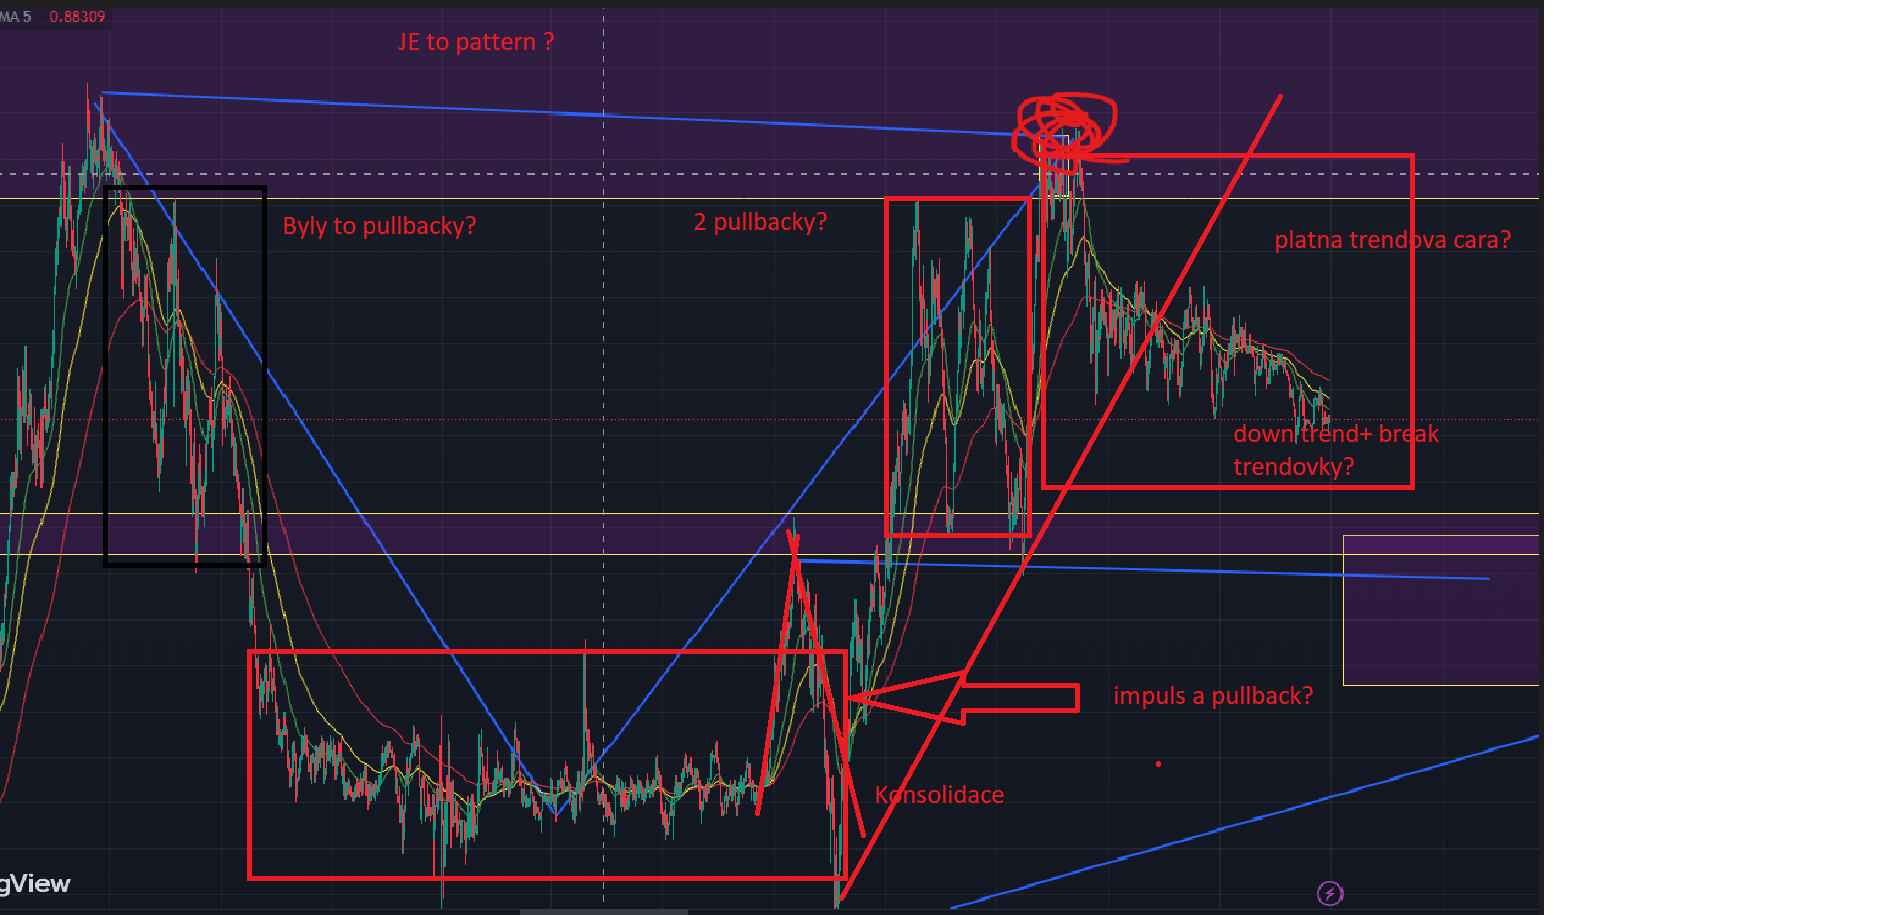 MA 5 0.88309
JE to pattern ?
Byly to pullbacky?
2 pullbacky?
platna trendova cara?
down trend+ break
trendovky?
impuls a pullback?
Konsolidace
gView